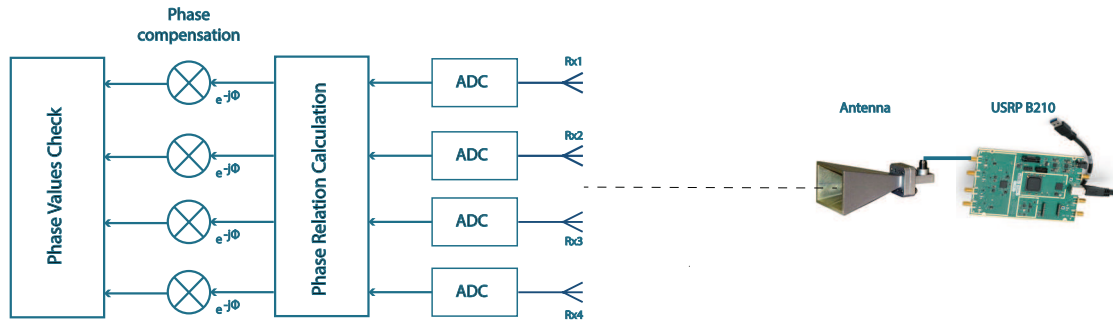 Phase
compensation
Phase Values Check
e-jΦ
e-jΦ
e-jΦ
e-jΦ
Phase Relation Calculation
ADC
ADC
ADC
ADC
Rx1
Rx2
Rx3
Rx4
Antenna
USRP B210